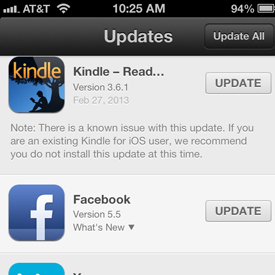 AT&T 10:25 AM 94%
Updates
Update All
kindle
Kindle – Read...
Version 3.6.1
Feb 27, 2013
UPDATE
Note: There is a known issue with this update. If you
are an existing Kindle for iOS user, we recommend
you do not install this update at this time.
f
Facebook
Version 5.5
What's New ▼
UPDATE